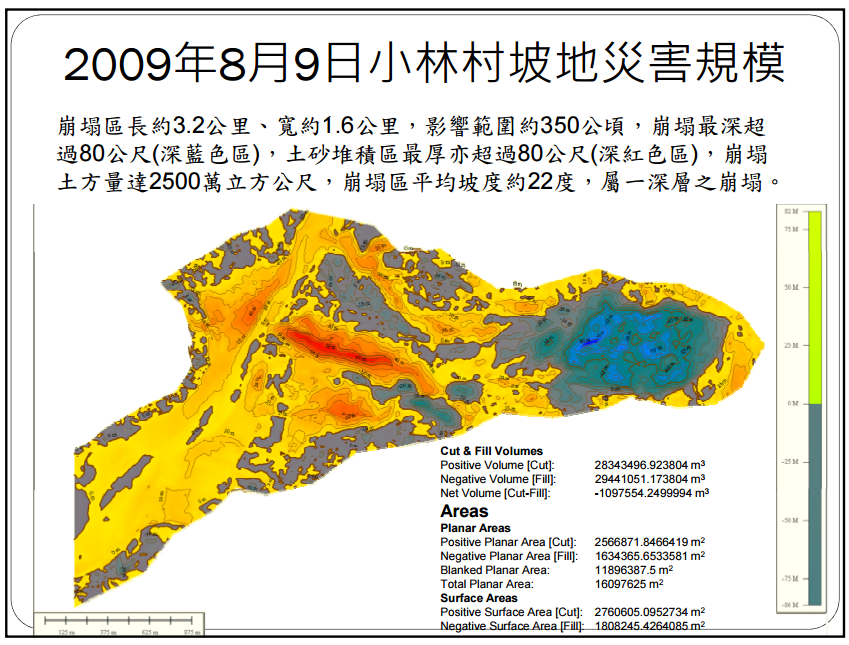 2009年8月9日小林村坡地災害規模
崩塌區長約3.2公里、寬約1.6公里，影響範圍約350公頃，崩塌最深超
過80公尺(深藍色區)，土砂堆積區最厚亦超過80公尺(深紅色區)，崩塌
土方量達2500萬立方公尺，崩塌區平均坡度約22度，屬一深層之崩塌。
82 M
75 M
50 M
25 M
0 M
-25 M
-50 M
-75 M
-86 M
Cut & Fill Volumes
Positive Volume [Cut]: 28343496.923804 m³
Negative Volume [Fill]: 29441051.173804 m³
Net Volume [Cut-Fill]: -1097554.2499994 m³
Areas
Planar Areas
Positive Planar Area [Cut]: 2566871.8466419 m²
Negative Planar Area [Fill]: 1634365.6533581 m²
Blanked Planar Area: 11896387.5 m²
Total Planar Area: 16097625 m²
Surface Areas
Positive Surface Area [Cut]: 2760605.0952734 m²
Negative Surface Area [Fill]: 1808245.4264085 m²
125 m 375 m 625 m 875 m